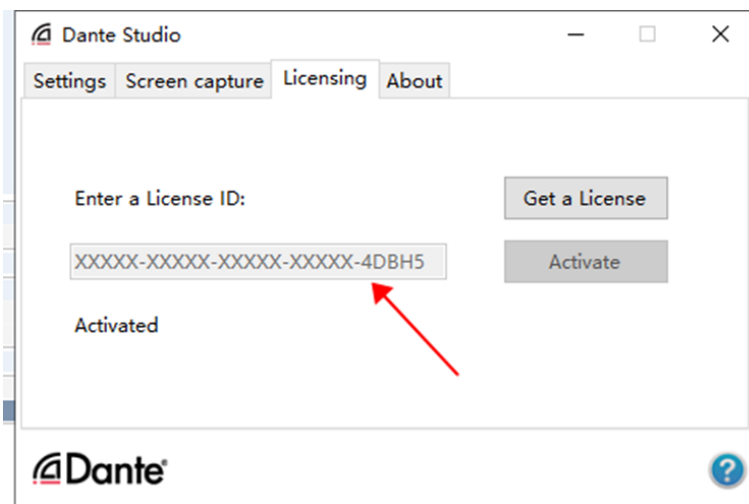 Dante Studio
Settings Screen capture Licensing About
Enter a License ID:
Get a License
XXXXX-XXXXX-XXXXX-XXXXX-4DBH5
Activate
Activated
Dante®
?